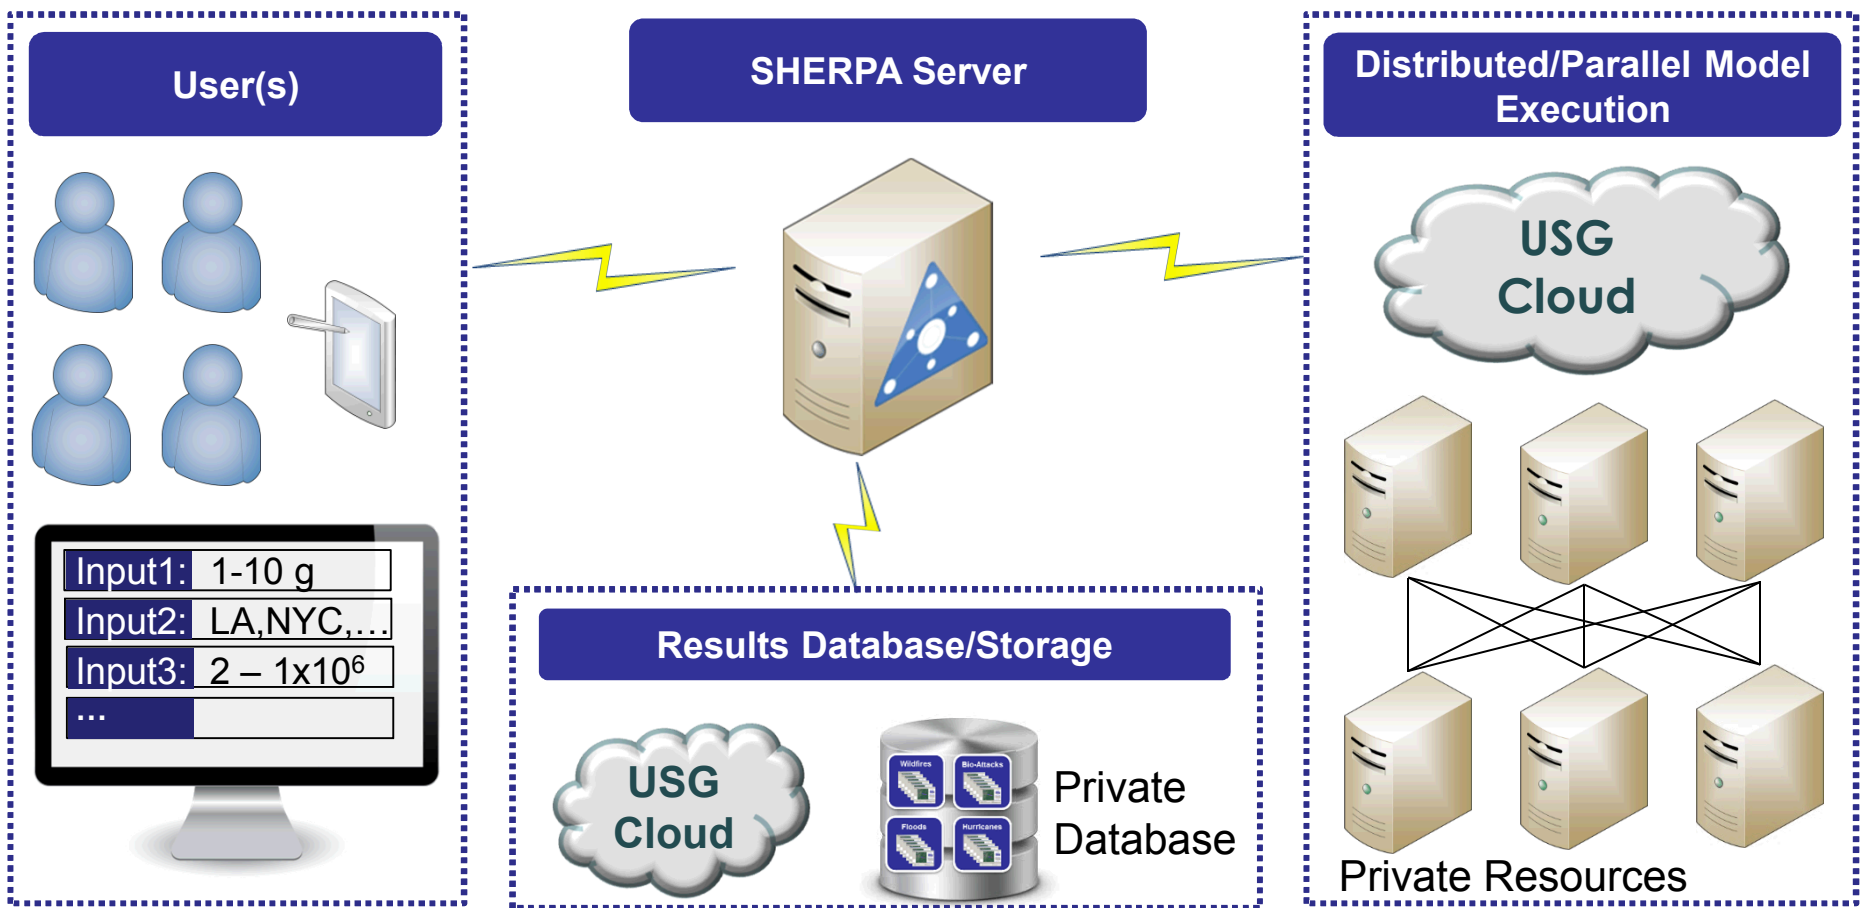 User(s)
Input1: 1-10 g
Input2: LA,NYC,…
Input3: 2 – 1x10⁶
...
SHERPA Server
Results Database/Storage
USG
Cloud
Wildfires
Bio-Attacks
Floods
Hurricanes
Private
Database
Distributed/Parallel Model
Execution
USG
Cloud
Private Resources